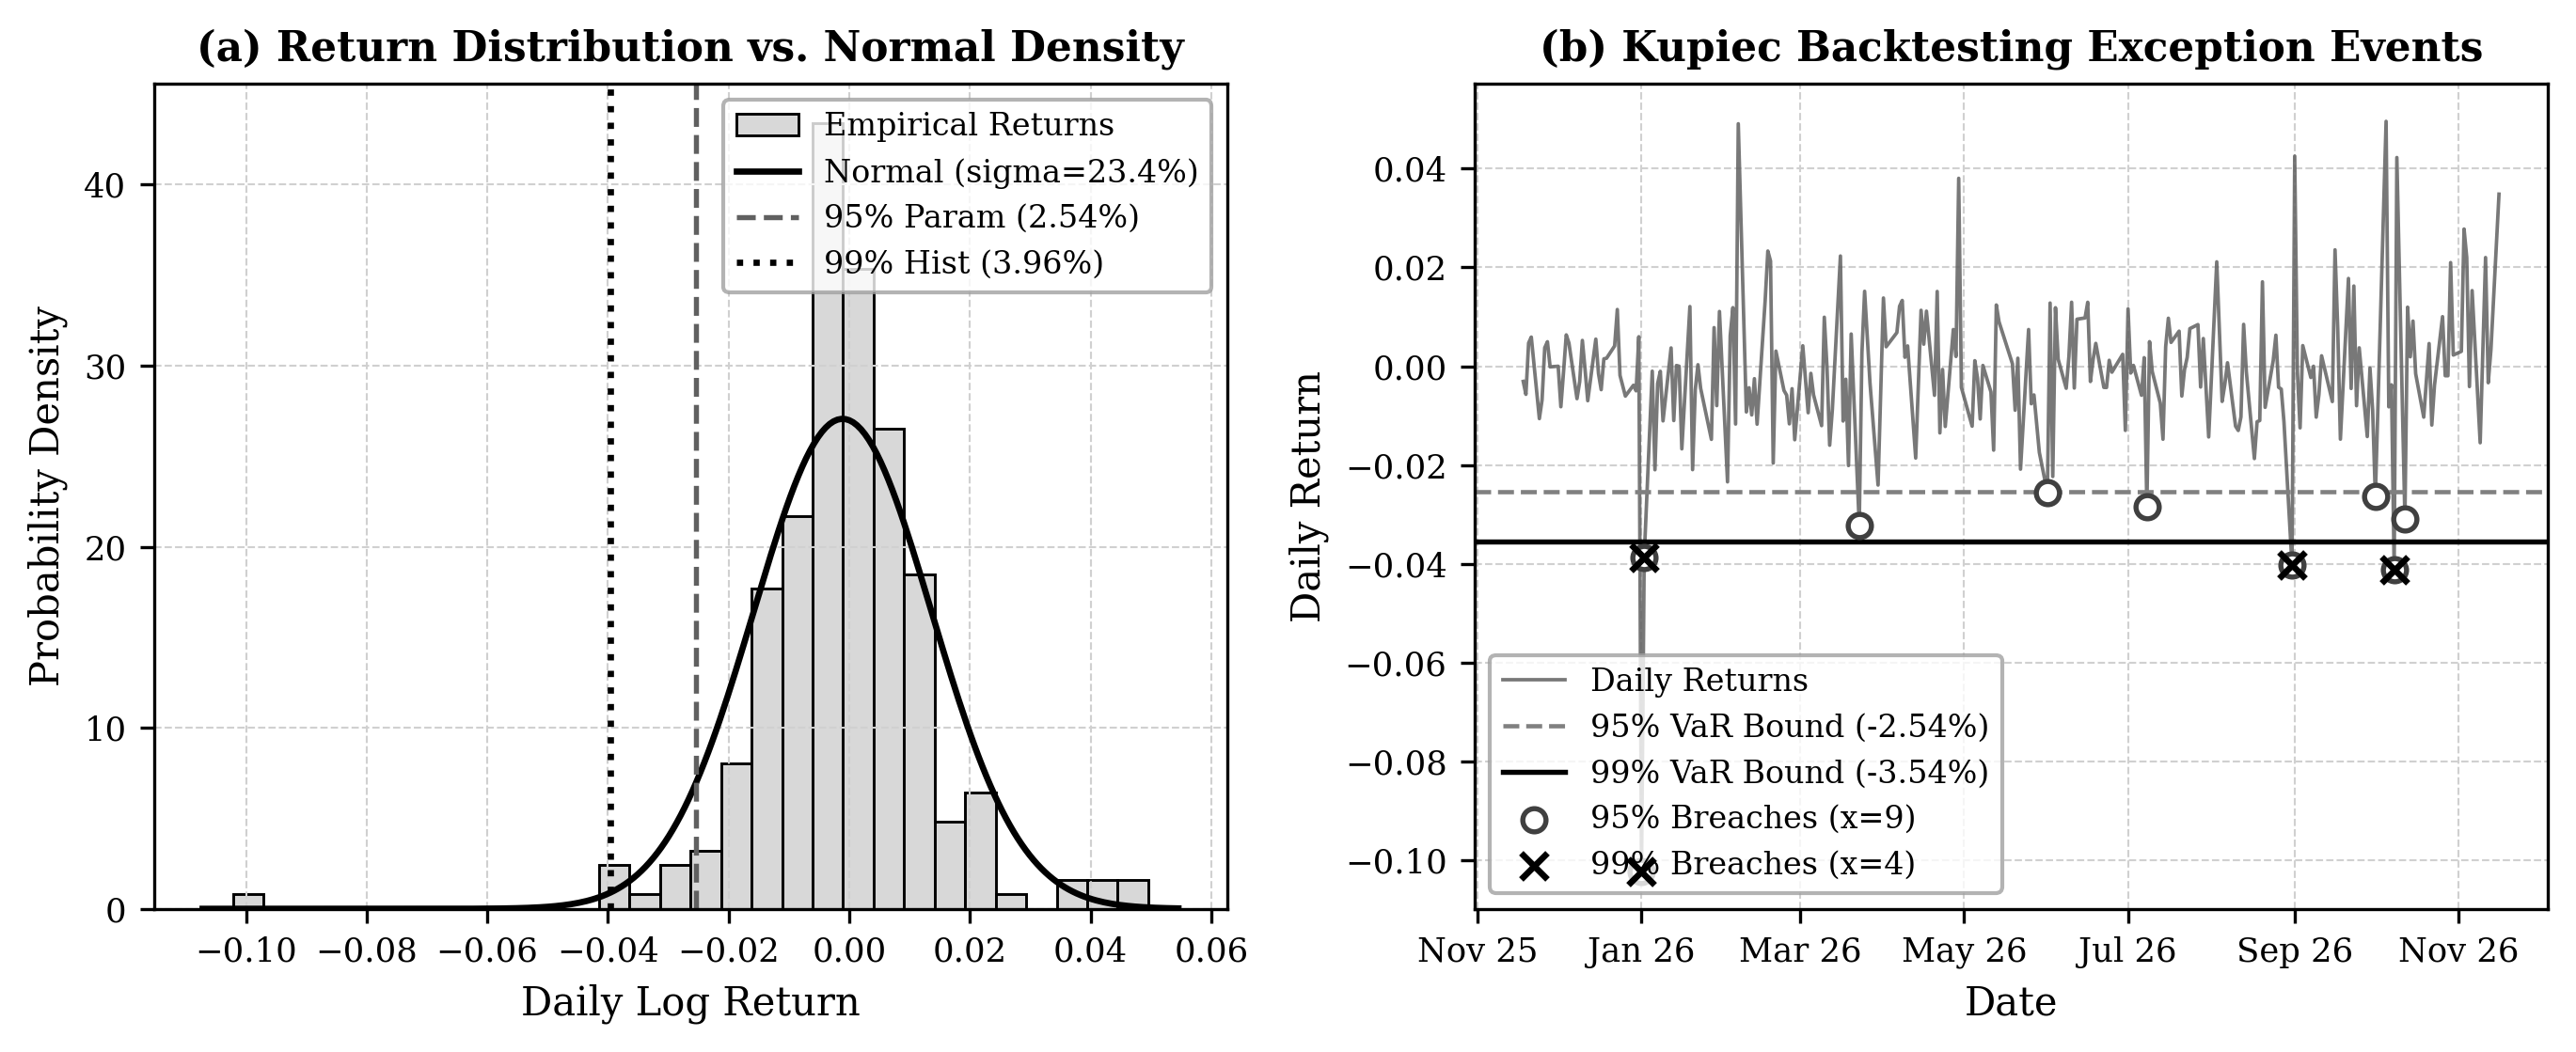 (a) Return Distribution vs. Normal Density
Empirical Returns
Normal (sigma=23.4%)
95% Param (2.54%)
99% Hist (3.96%)
Probability Density
40
30
20
10
0
−0.10 −0.08 −0.06 −0.04 −0.02 0.00 0.02 0.04 0.06
Daily Log Return
(b) Kupiec Backtesting Exception Events
Daily Return
0.04
0.02
0.00
−0.02
−0.04
−0.06
−0.08
−0.10
Daily Returns
95% VaR Bound (-2.54%)
99% VaR Bound (-3.54%)
95% Breaches (x=9)
99% Breaches (x=4)
Nov 25 Jan 26 Mar 26 May 26 Jul 26 Sep 26 Nov 26
Date